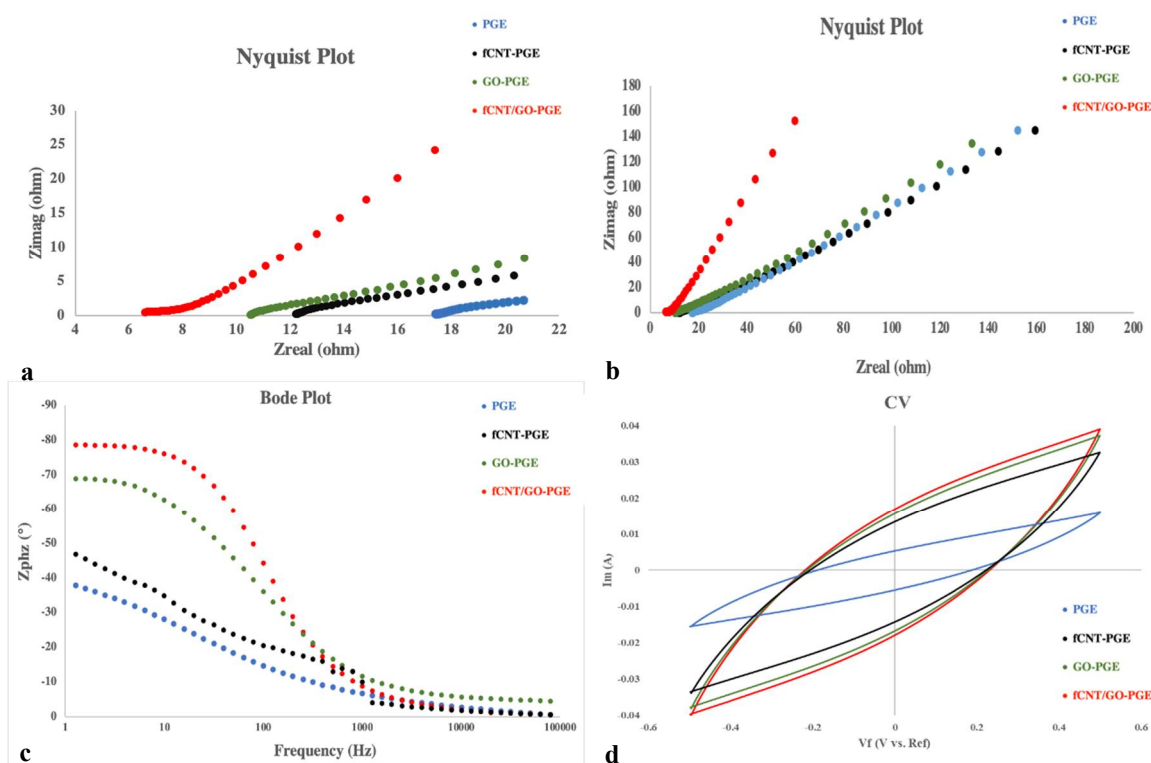 Nyquist Plot
PGE
fCNT-PGE
GO-PGE
fCNT/GO-PGE
30
25
20
15
10
5
0
4
6
8
10
12
14
16
18
20
22
Zimag (ohm)
Zreal (ohm)
a
Nyquist Plot
PGE
fCNT-PGE
GO-PGE
fCNT/GO-PGE
180
160
140
120
100
80
60
40
20
0
0
20
40
60
80
100
120
140
160
180
200
Zimag (ohm)
Zreal (ohm)
b
Bode Plot
PGE
fCNT-PGE
GO-PGE
fCNT/GO-PGE
-90
-80
-70
-60
-50
-40
-30
-20
-10
0
1
10
100
1000
10000
100000
Zphz (°)
Frequency (Hz)
c
CV
0.04
0.03
0.02
0.01
0
-0.01
-0.02
-0.03
-0.04
-0.6
-0.4
-0.2
0
0.2
0.4
0.6
Im (A)
Vf (V vs. Ref)
PGE
fCNT-PGE
GO-PGE
fCNT/GO-PGE
d